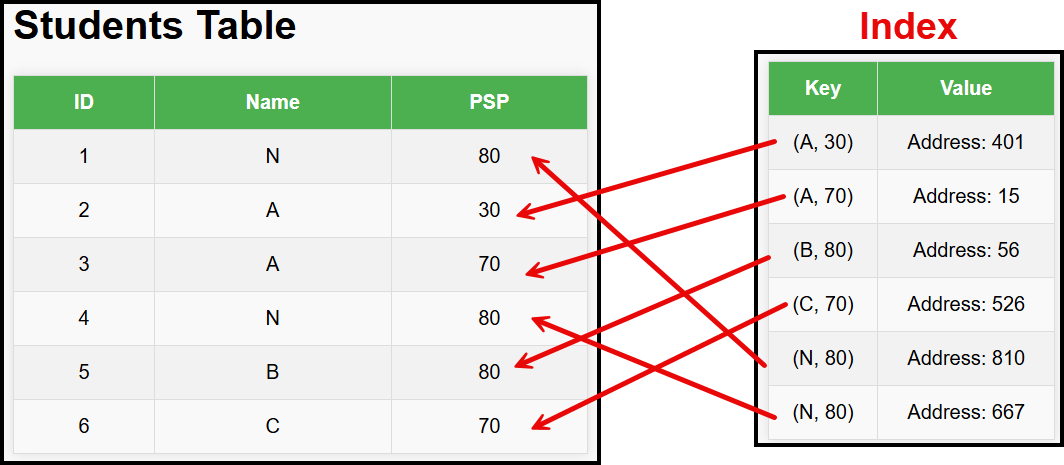 Students Table
ID Name PSP
1 N 80
2 A 30
3 A 70
4 N 80
5 B 80
6 C 70
Index
Key Value
(A, 30) Address: 401
(A, 70) Address: 15
(B, 80) Address: 56
(C, 70) Address: 526
(N, 80) Address: 810
(N, 80) Address: 667